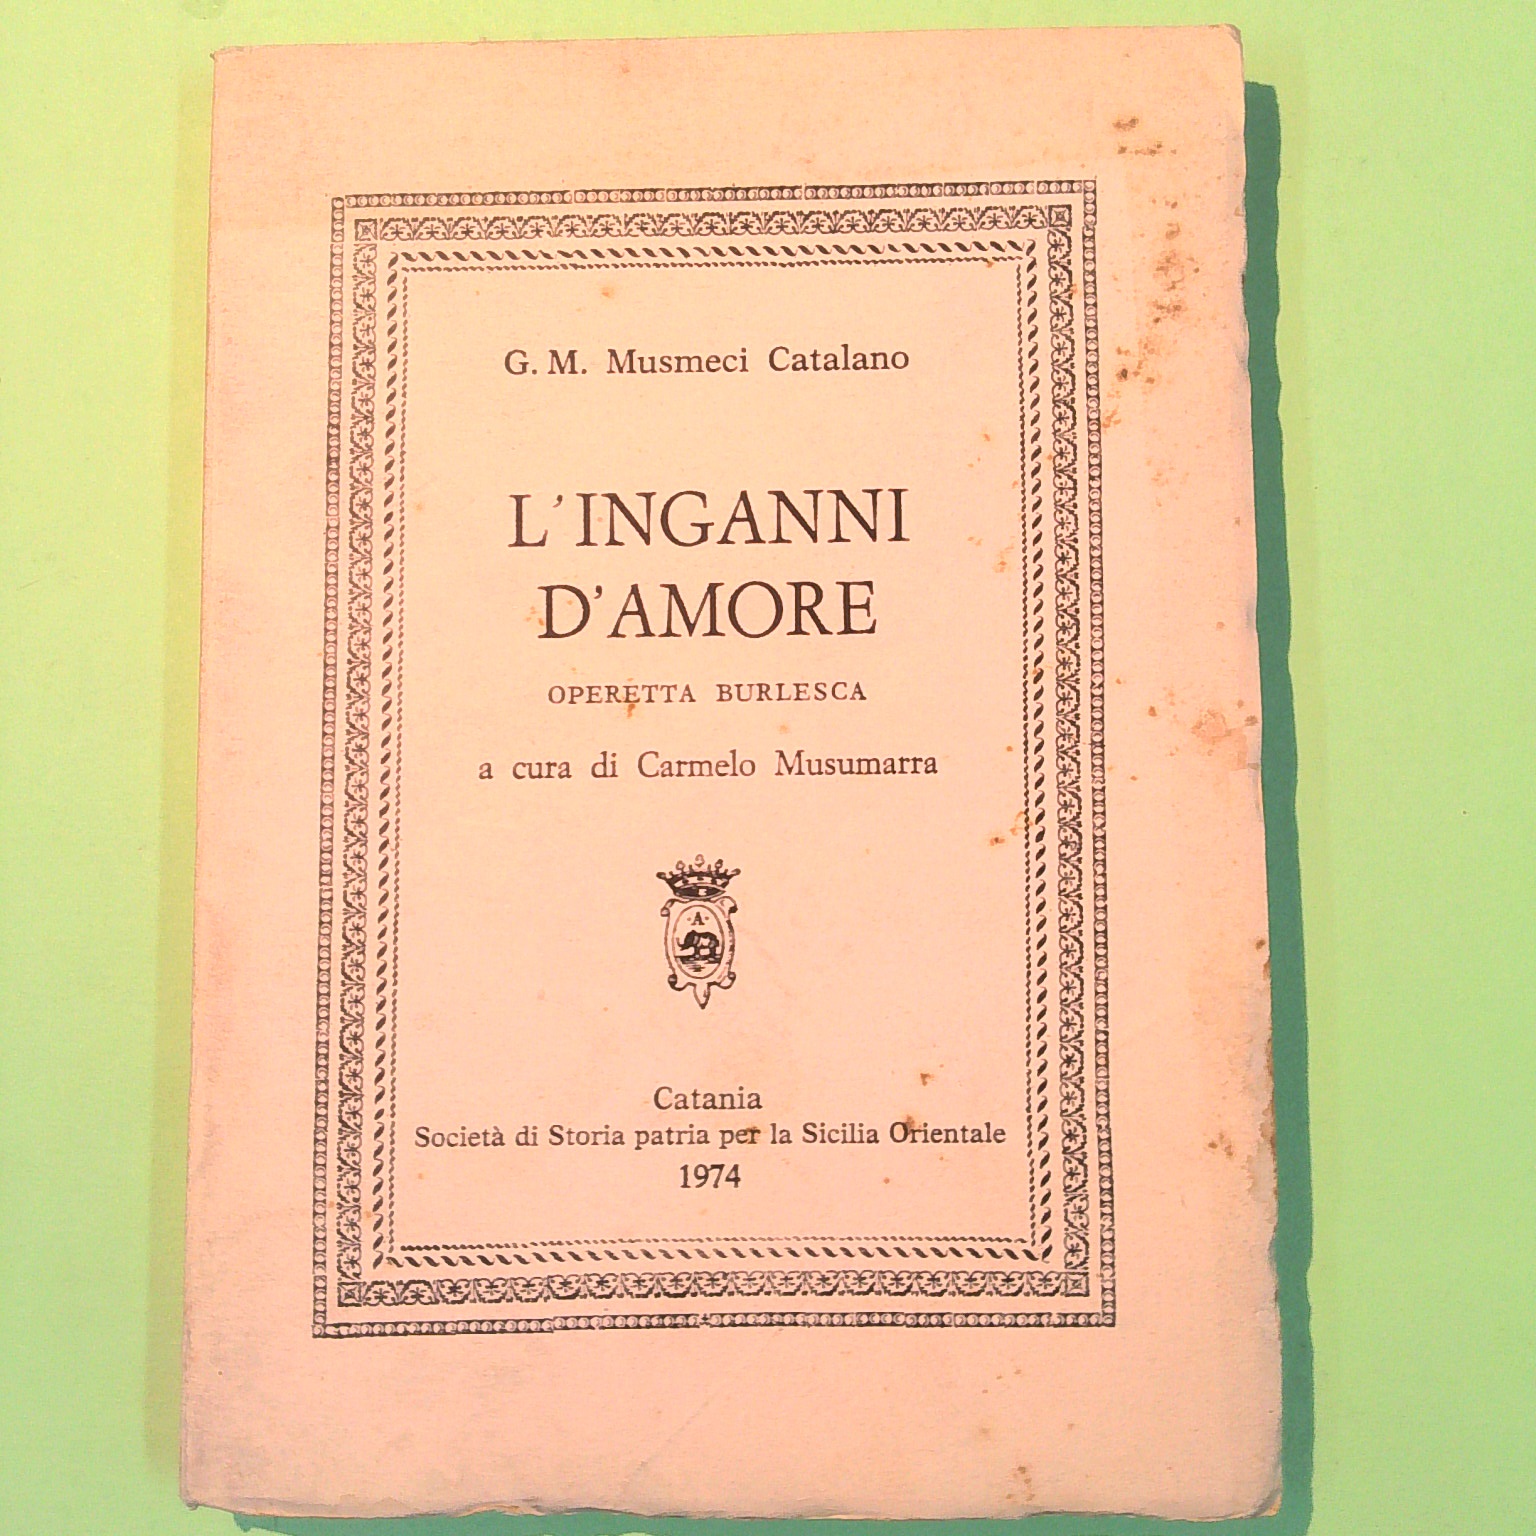 G. M. Musmeci Catalano
L'INGANNI
D'AMORE
OPERETTA BURLESCA
a cura di Carmelo Musumarra
A
Catania
Società di Storia patria per la Sicilia Orientale
1974